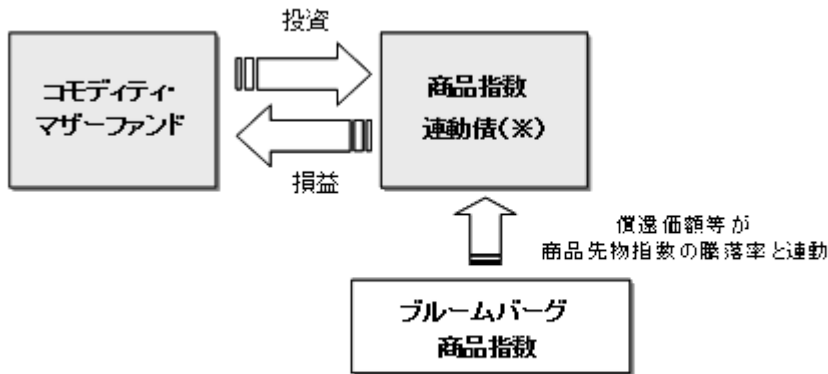 投資
コモディティ・
マザーファンド
商品指数
連動債(※)
損益
償還価額等が
商品先物指数の騰落率と連動
ブルームバーグ
商品指数